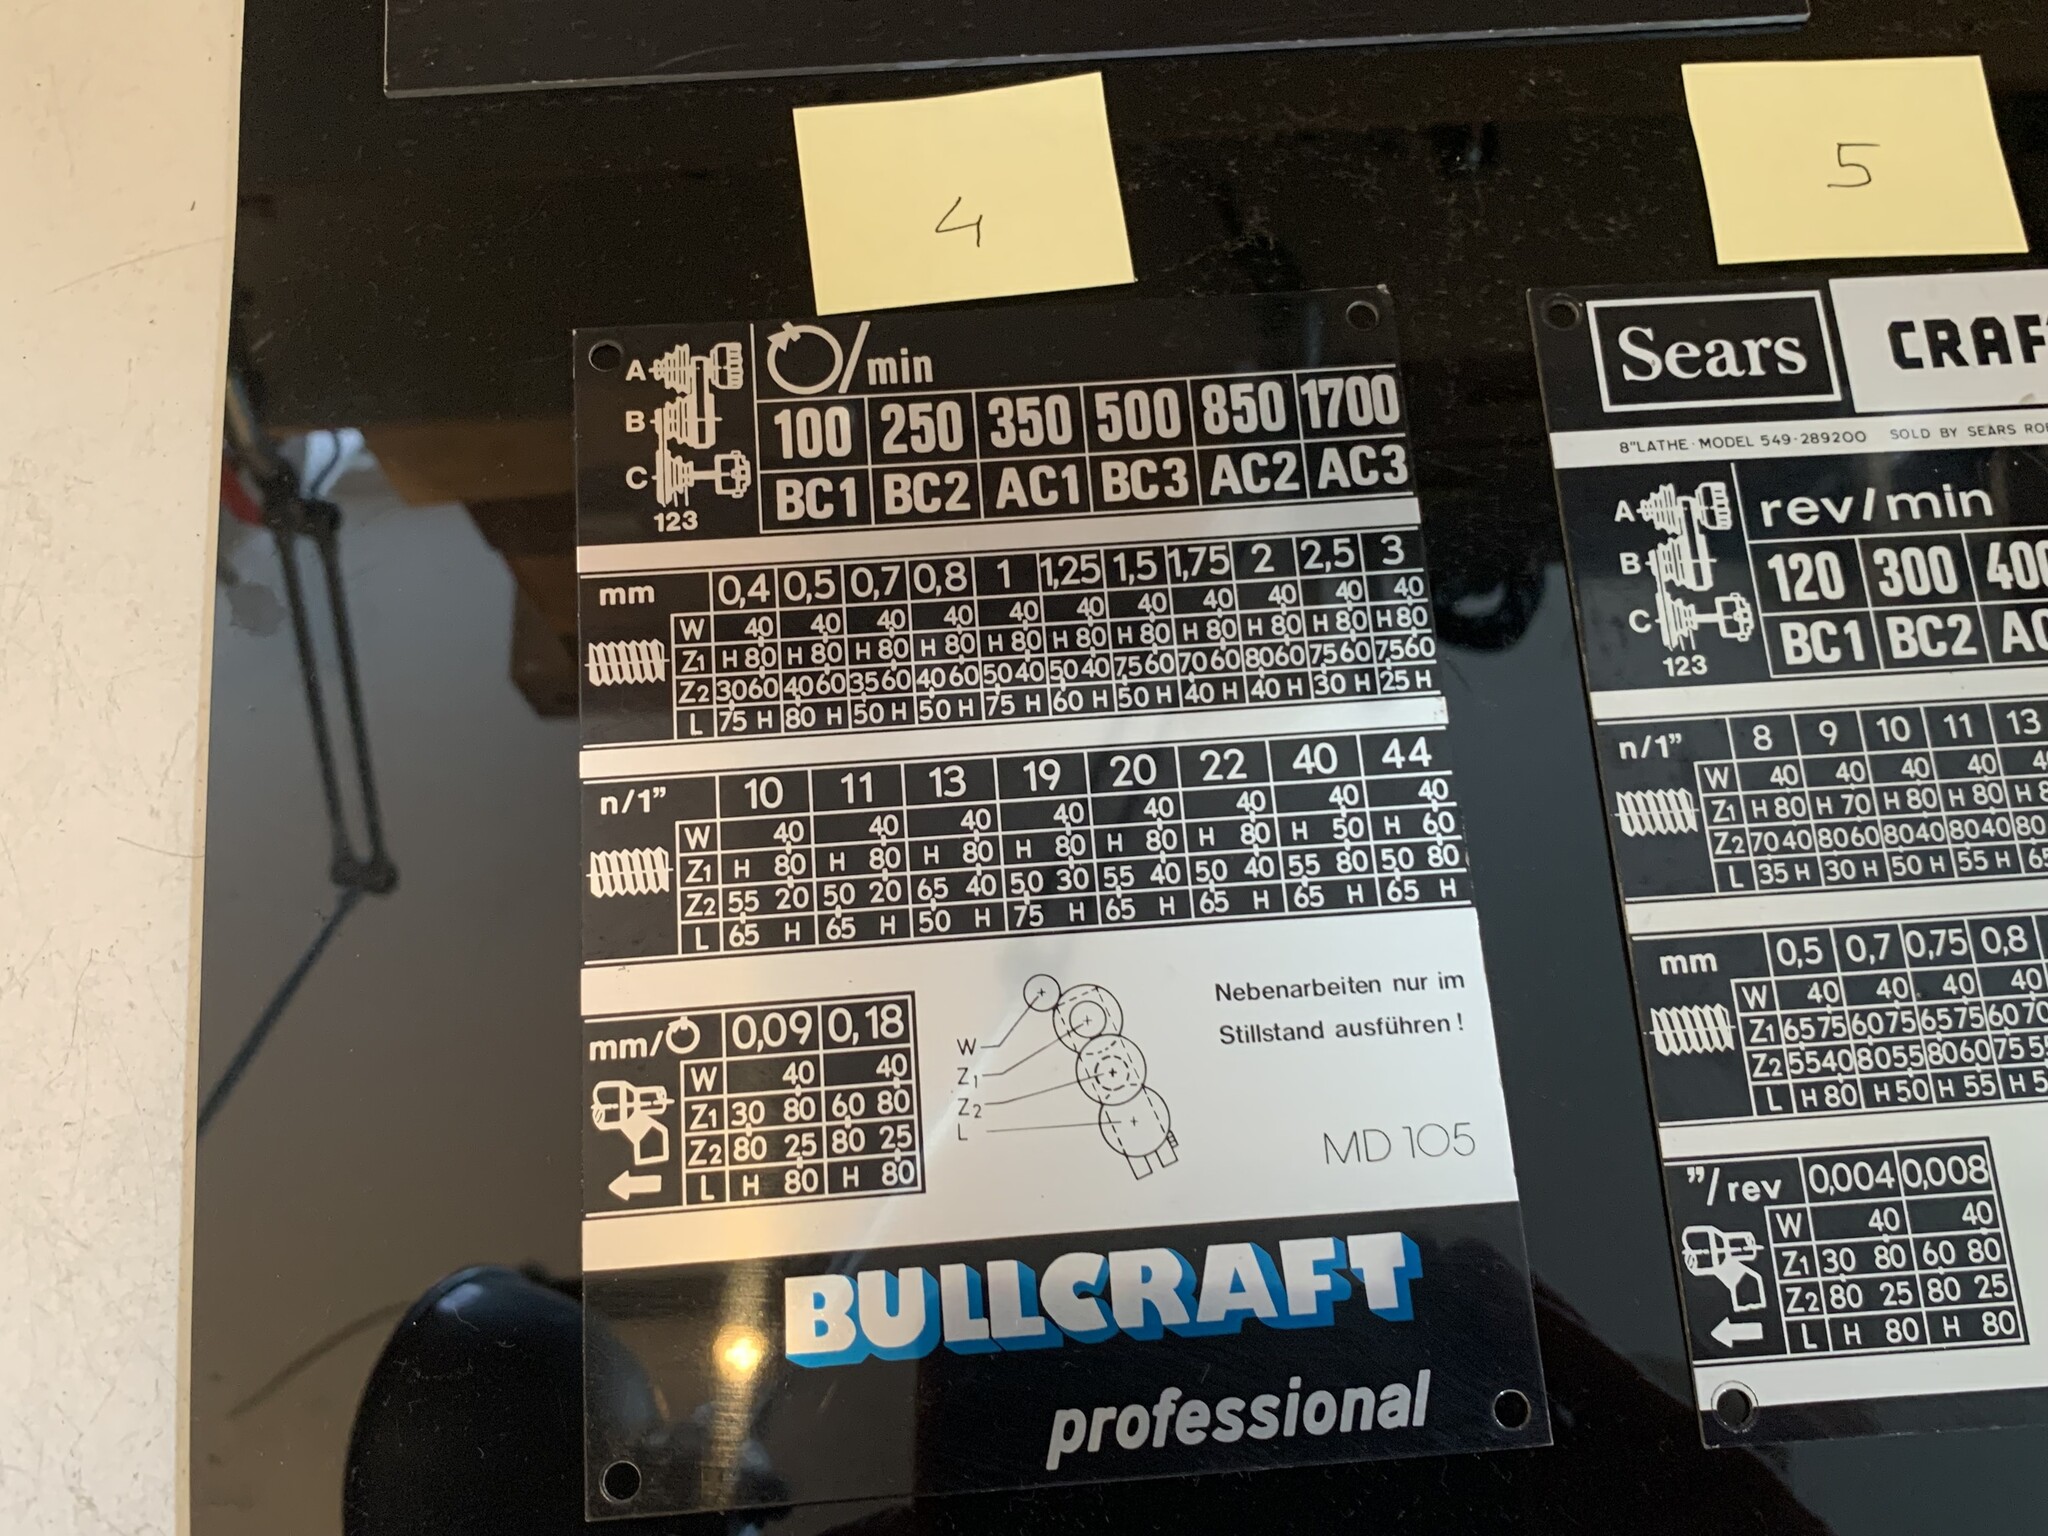 4
5
A
B
C
123
/min
100 250 350 500 850 1700
BC1 BC2 AC1 BC3 AC2 AC3
mm 0,4 0,5 0,7 0,8 1 1,25 1,5 1,75 2 2,5 3
W 40 40 40 40 40 40 40 40 40 40 40
Z1 H 80 H 80 H 80 H 80 H 80 H 80 H 80 H 80 H 80 H 80 H 80
Z2 30 60 40 60 35 60 40 60 50 40 50 40 75 60 70 60 80 60 75 60 75 60
L 75 H 80 H 50 H 50 H 75 H 60 H 50 H 40 H 40 H 30 H 25 H
n/1" 10 11 13 19 20 22 40 44
W 40 40 40 40 40 40 40 40
Z1 H 80 H 80 H 80 H 80 H 80 H 80 H 50 H 60
Z2 55 20 50 20 65 40 50 30 55 40 50 40 55 80 50 80
L 65 H 65 H 50 H 75 H 65 H 65 H 65 H 65 H
mm/ 0,09 0,18
W 40 40
Z1 30 80 60 80
Z2 80 25 80 25
L H 80 H 80
W
Z1
Z2
L
Nebenarbeiten nur im
Stillstand ausführen!
MD 105
BULLCRAFT
professional
Sears CRAF
8"LATHE·MODEL 549-289200 SOLD BY SEARS
A
B
C
123
rev/min
120 300 400
BC1 BC2
n/1" 8 9 10 11 13
W 40 40 40 40
Z1 H 80 H 70 H 80 H 80 H
Z2 70 40 80 60 80 40 80 40 80
L 35 H 30 H 50 H 55 H
mm 0,5 0,7 0,75 0,8
W 40 40 40 40
Z1 65 75 60 75 65 75 60 70
Z2 55 40 80 55 80 60 75
L H 80 H 50 H 55 H
"/rev 0,004 0,008
W 40 40
Z1 30 80 60 80
Z2 80 25 80 25
L H 80 H 80